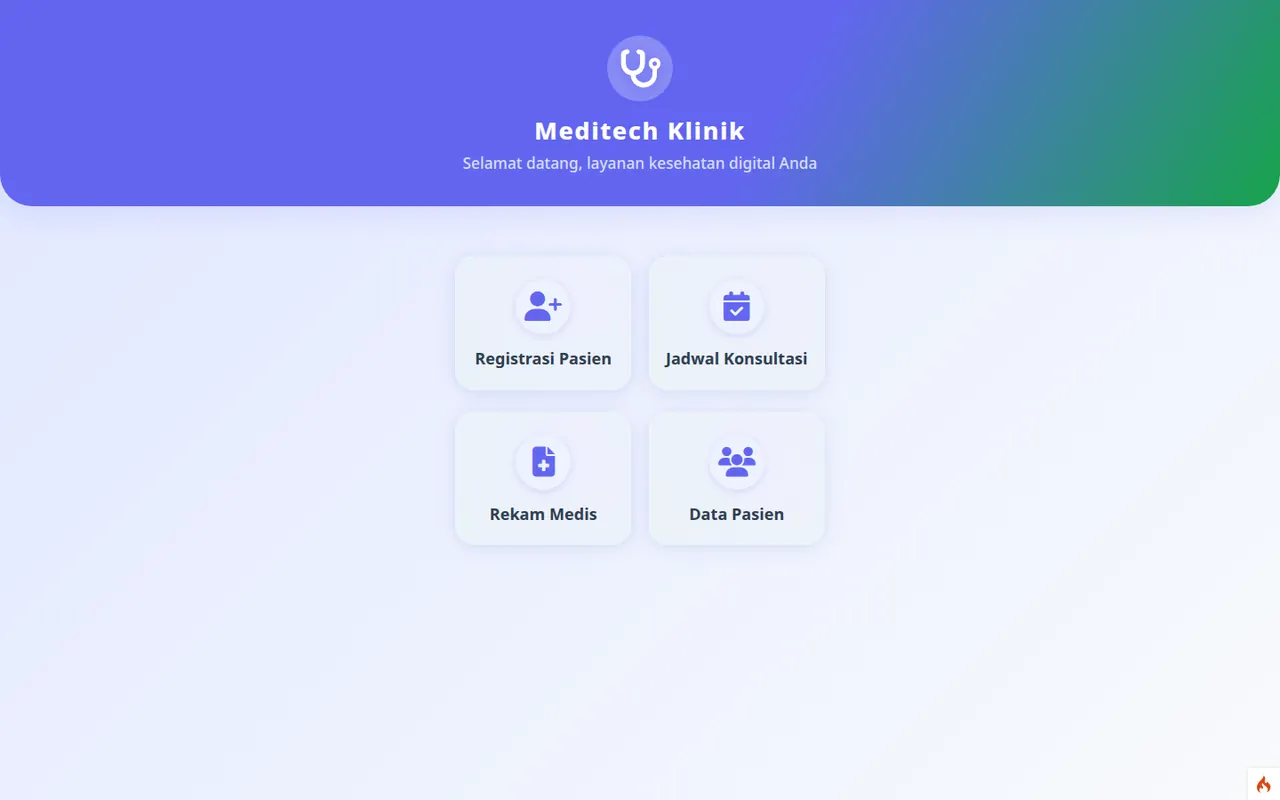 Meditech Klinik
Selamat datang, layanan kesehatan digital Anda
Registrasi Pasien
Jadwal Konsultasi
Rekam Medis
Data Pasien